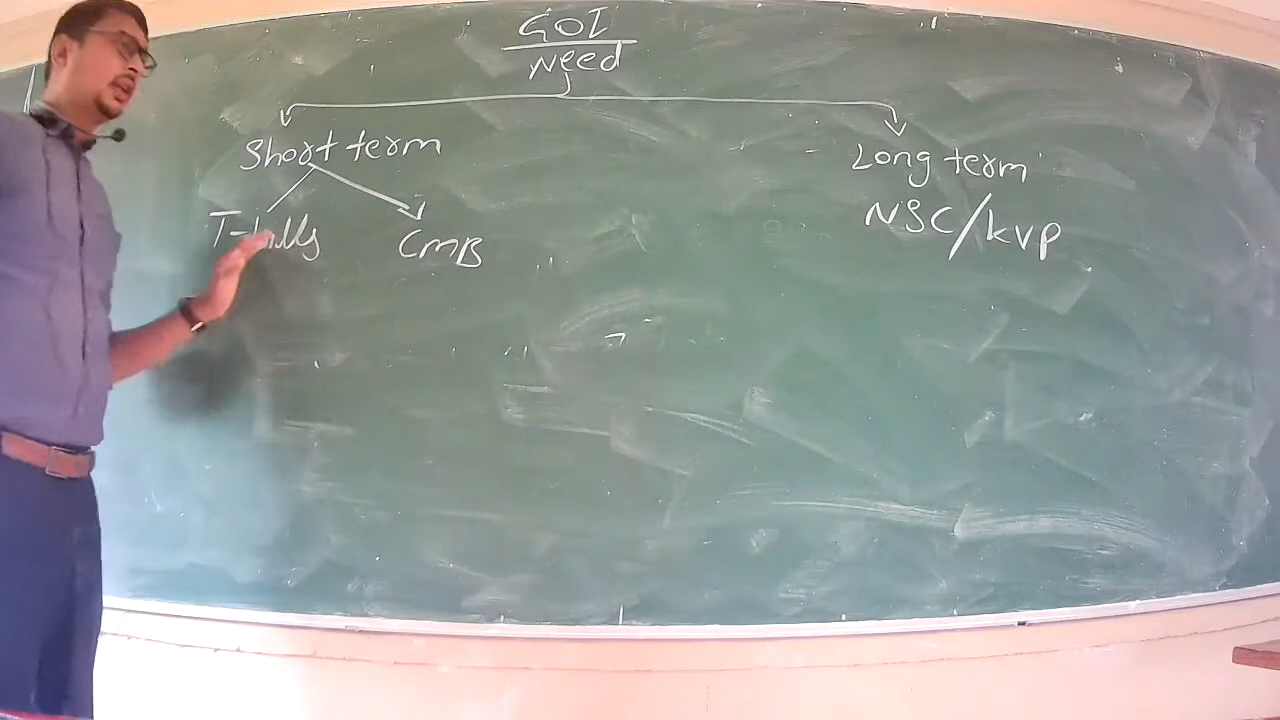 GOI
Need
Short term
Long term
T-bills
CMB
NSC/KVP